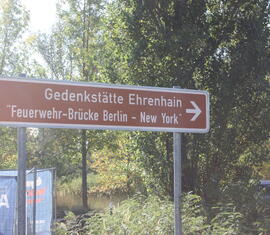 Gedenkstätte Ehrenhain
"Feuerwehr-Brücke Berlin - New York"